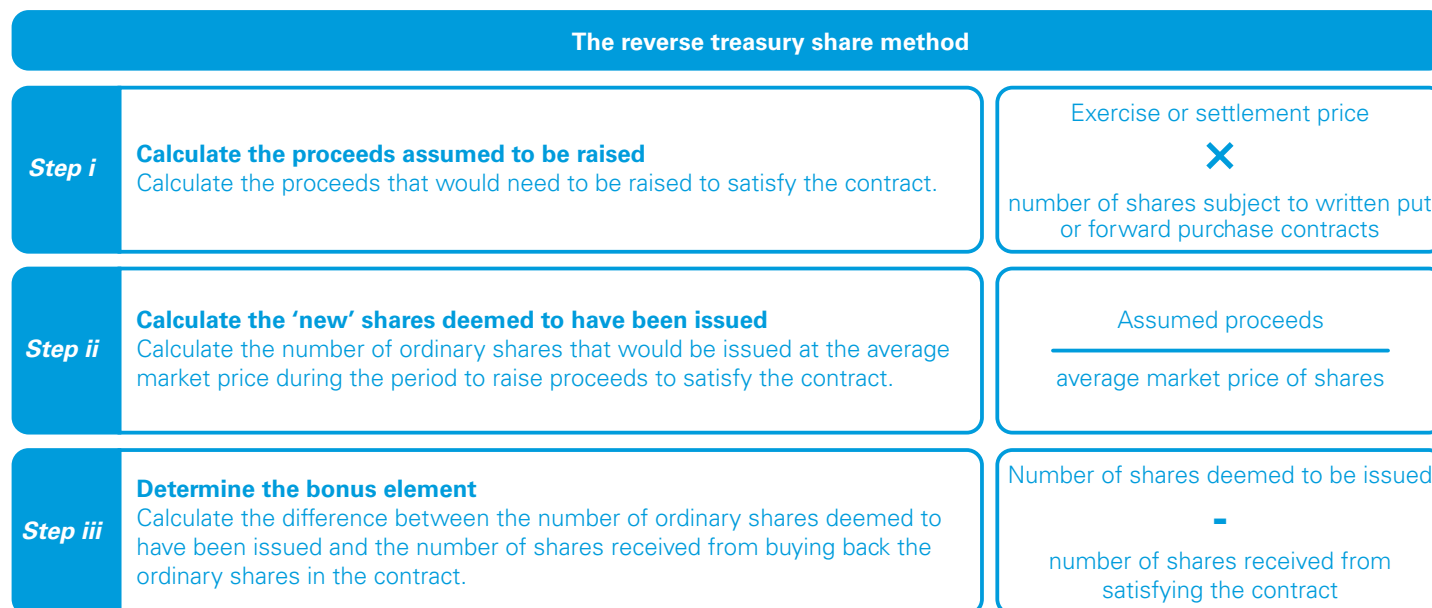 The reverse treasury share method
Step i
Calculate the proceeds assumed to be raised
Calculate the proceeds that would need to be raised to satisfy the contract.
Exercise or settlement price
×
number of shares subject to written put
or forward purchase contracts
Step ii
Calculate the ‘new’ shares deemed to have been issued
Calculate the number of ordinary shares that would be issued at the average
market price during the period to raise proceeds to satisfy the contract.
Assumed proceeds
average market price of shares
Step iii
Determine the bonus element
Calculate the difference between the number of ordinary shares deemed to
have been issued and the number of shares received from buying back the
ordinary shares in the contract.
Number of shares deemed to be issued
-
number of shares received from
satisfying the contract